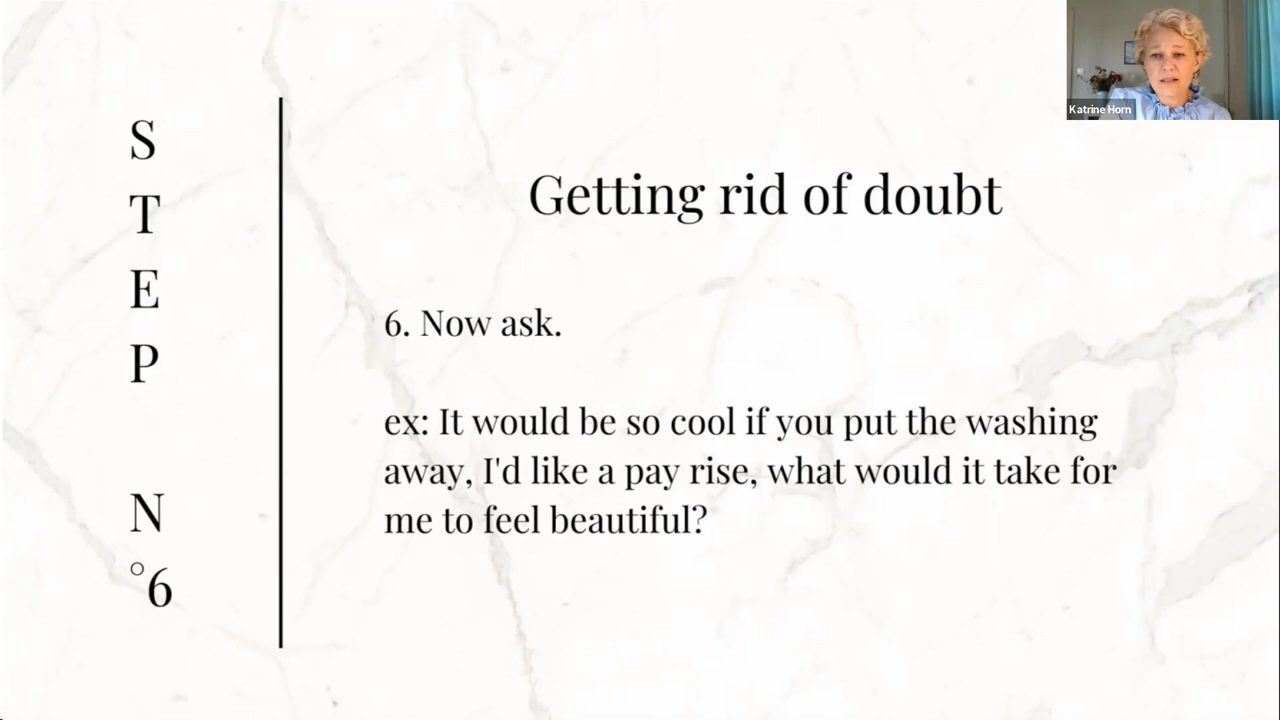 S
T
E
P
N
°6
Getting rid of doubt
6. Now ask.
ex: It would be so cool if you put the washing
away, I'd like a pay rise, what would it take for
me to feel beautiful?
Katrine Horn